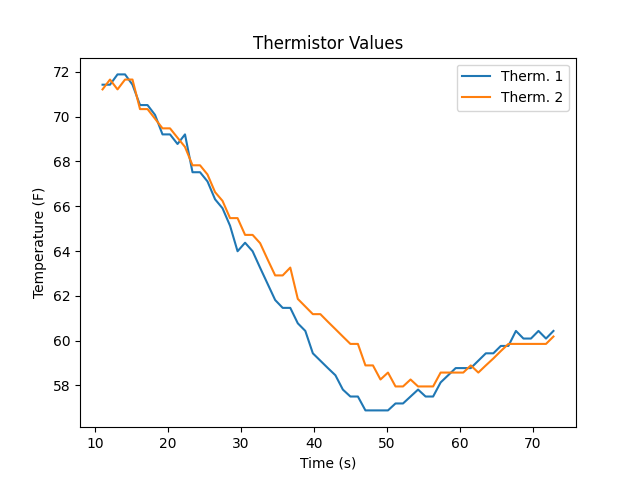 Thermistor Values
Therm. 1
Therm. 2
72
70
68
66
64
62
60
58
Temperature (F)
10 20 30 40 50 60 70
Time (s)